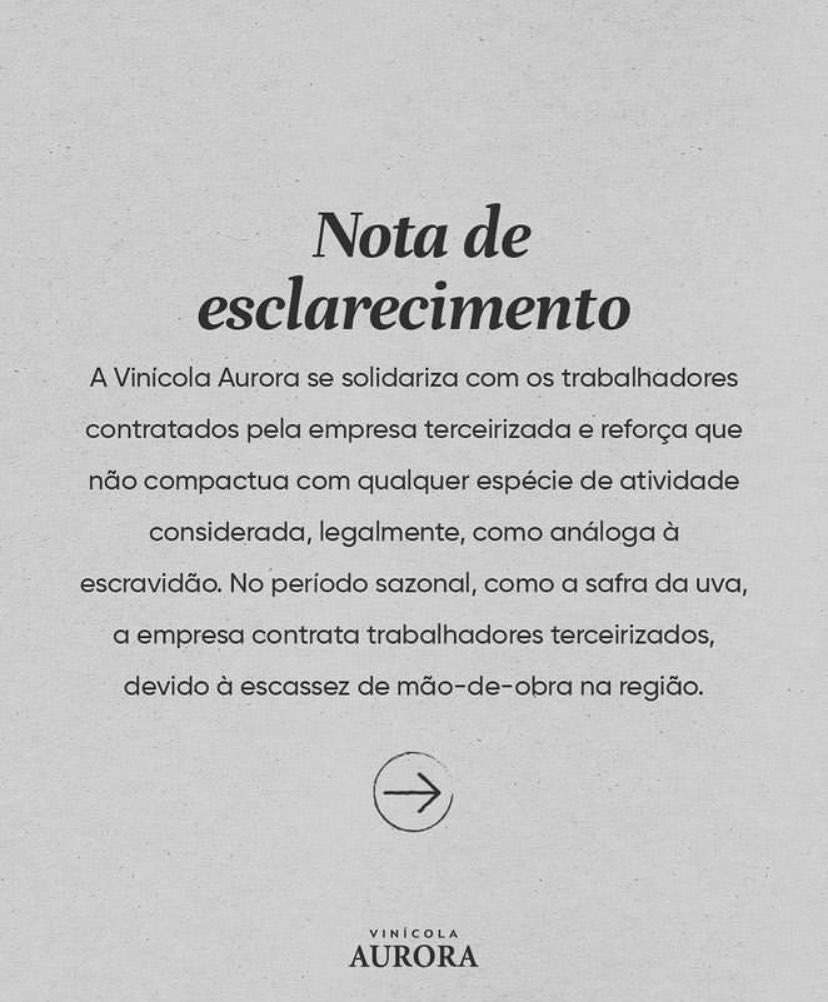 Nota de
esclarecimento
A Vinícola Aurora se solidariza com os trabalhadores
contratados pela empresa terceirizada e reforça que
não compactua com qualquer espécie de atividade
considerada, legalmente, como análoga à
escravidão. No período sazonal, como a safra da uva,
a empresa contrata trabalhadores terceirizados,
devido à escassez de mão-de-obra na região.
VINÍCOLA
AURORA